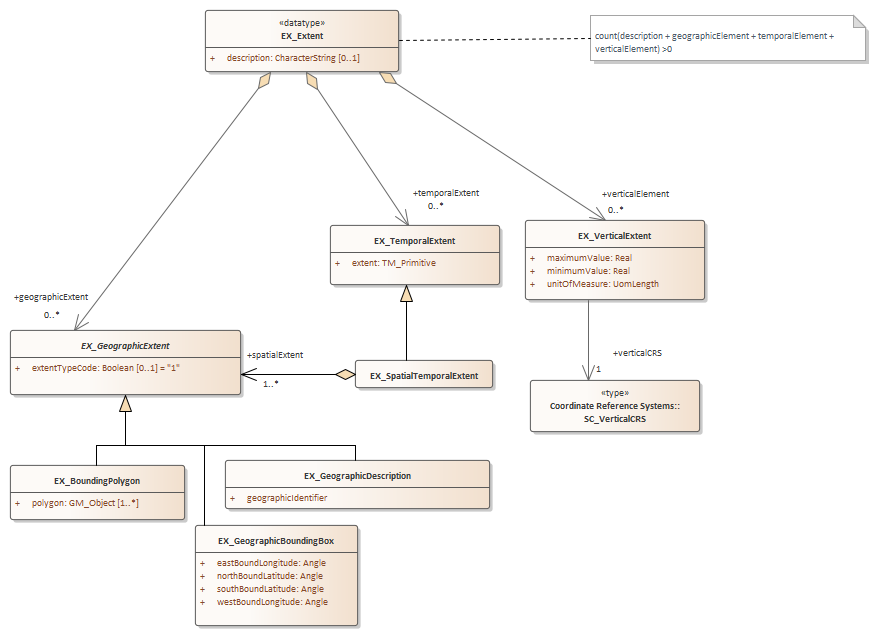 «datatype»
EX_Extent
+ description: CharacterString [0..1]
count(description + geographicElement + temporalElement +
verticalElement) >0
+temporalExtent
0..*
+verticalElement
0..*
EX_TemporalExtent
+ extent: TM_Primitive
EX_VerticalExtent
+ maximumValue: Real
+ minimumValue: Real
+ unitOfMeasure: UomLength
+geographicExtent
0..*
EX_GeographicExtent
+ extentTypeCode: Boolean [0..1] = "1"
+spatialExtent
1..*
EX_SpatialTemporalExtent
+verticalCRS
1
«type»
Coordinate Reference Systems::
SC_VerticalCRS
EX_BoundingPolygon
+ polygon: GM_Object [1..*]
EX_GeographicDescription
+ geographicIdentifier
EX_GeographicBoundingBox
+ eastBoundLongitude: Angle
+ northBoundLatitude: Angle
+ southBoundLatitude: Angle
+ westBoundLongitude: Angle